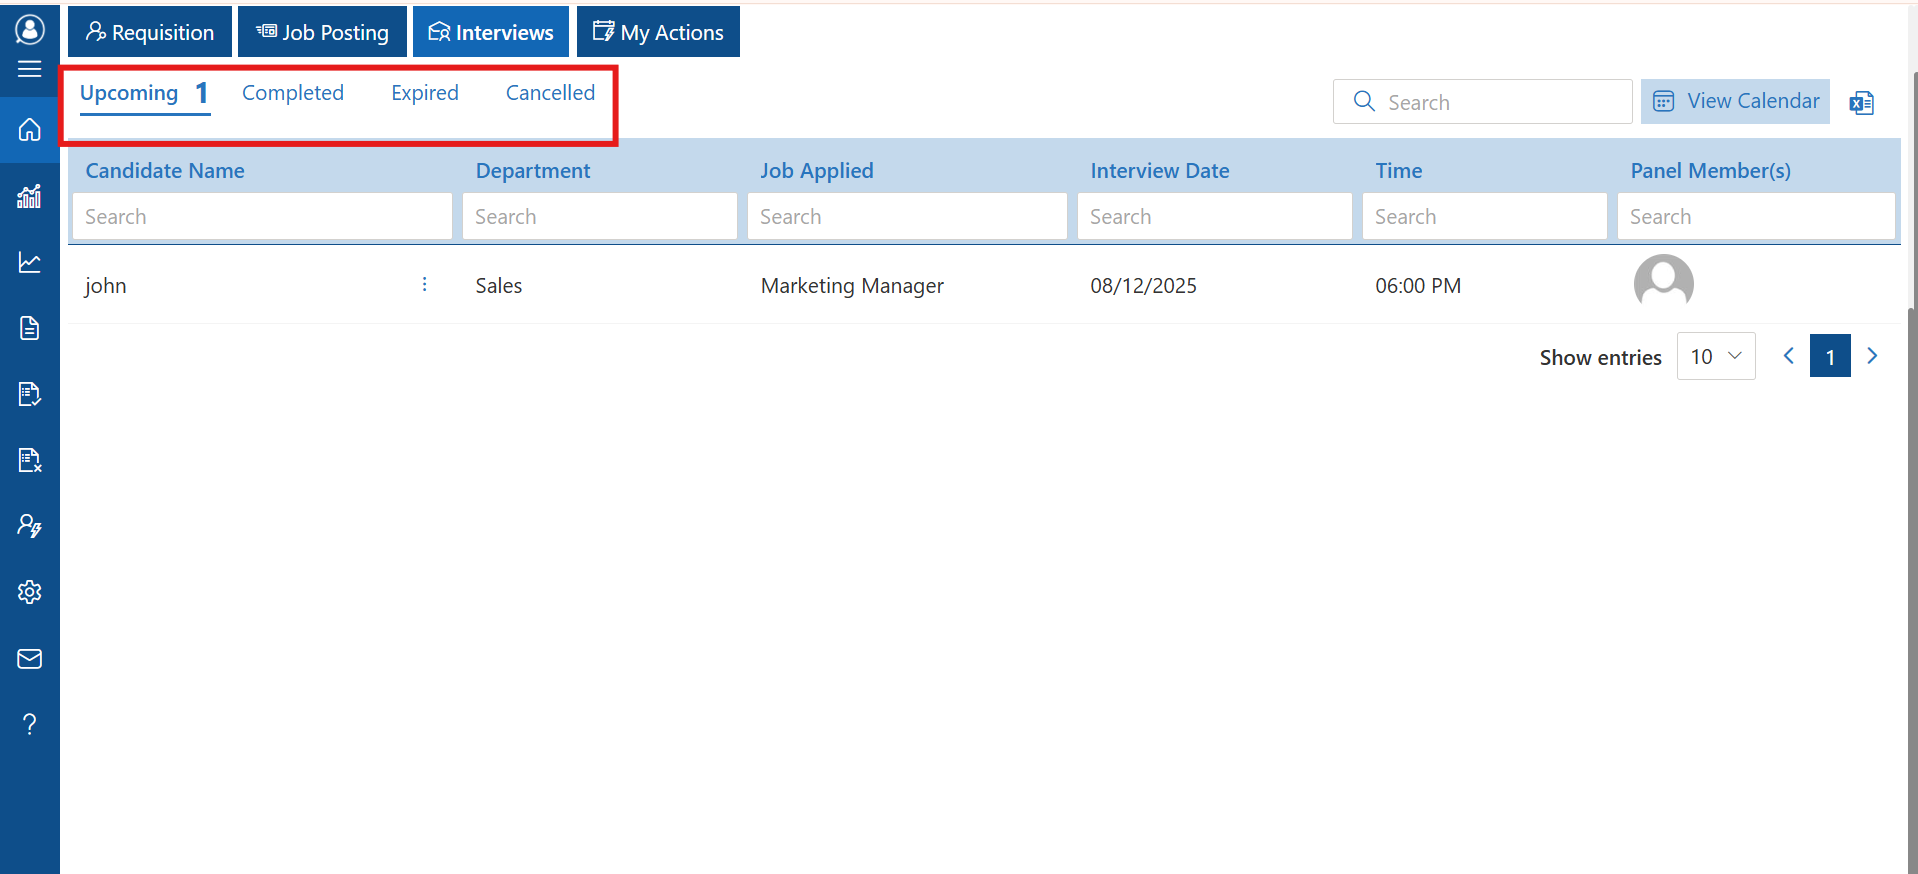 Requisition Job Posting Interviews My Actions
Upcoming 1 Completed Expired Cancelled
Search View Calendar
Candidate Name Department Job Applied Interview Date Time Panel Member(s)
Search Search Search Search Search Search
john Sales Marketing Manager 08/12/2025 06:00 PM
Show entries 10 1